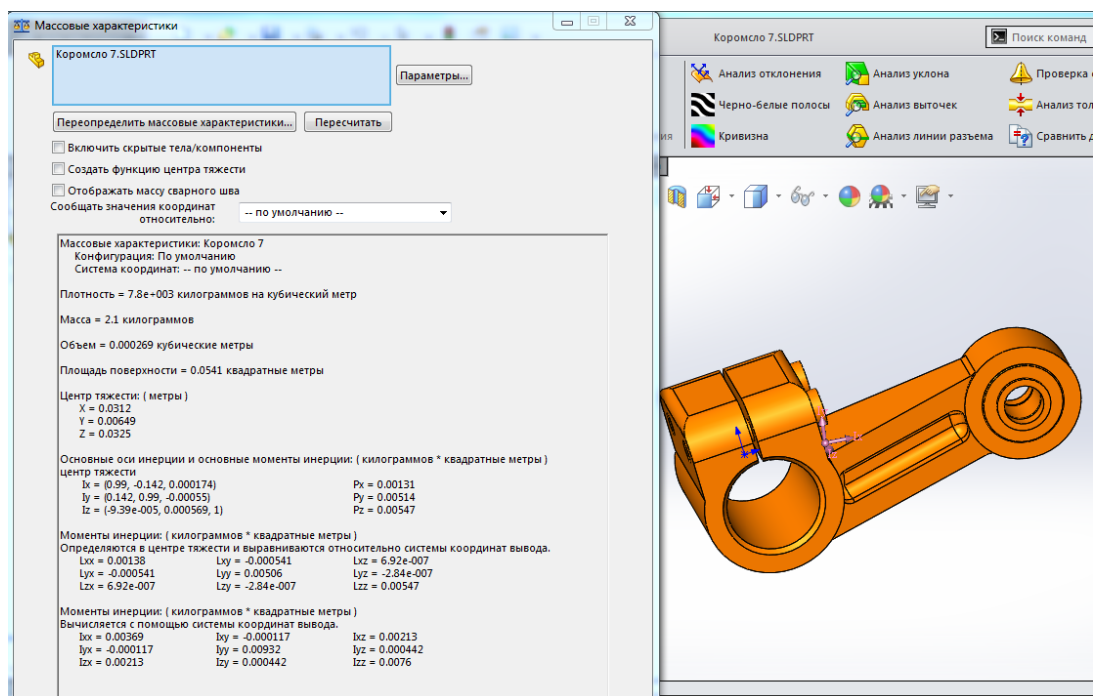 Массовые характеристики
Коромсло 7.SLDPRT
Параметры...
Переопределить массовые характеристики...
Пересчитать
Включить скрытые тела/компоненты
Создать функцию центра тяжести
Отображать массу сварного шва
Сообщать значения координат
относительно:
-- по умолчанию --
Массовые характеристики: Коромсло 7
Конфигурация: По умолчанию
Система координат: -- по умолчанию --
Плотность = 7.8e+003 килограммов на кубический метр
Масса = 2.1 килограммов
Объем = 0.000269 кубические метры
Площадь поверхности = 0.0541 квадратные метры
Центр тяжести: ( метры )
X = 0.0312
Y = 0.00649
Z = 0.0325
Основные оси инерции и основные моменты инерции: ( килограммов * квадратные метры )
центр тяжести
Ix = (0.99, -0.142, 0.000174) Px = 0.00131
Iy = (0.142, 0.99, -0.00055) Py = 0.00514
Iz = (-9.39e-005, 0.000569, 1) Pz = 0.00547
Моменты инерции: ( килограммов * квадратные метры )
Определяются в центре тяжести и выравниваются относительно системы координат вывода.
Lxx = 0.00138 Lxy = -0.000541 Lxz = 6.92e-007
Lyx = -0.000541 Lyy = 0.00506 Lyz = -2.84e-007
Lzx = 6.92e-007 Lzy = -2.84e-007 Lzz = 0.00547
Моменты инерции: ( килограммов * квадратные метры )
Вычисляется с помощью системы координат вывода.
Ixx = 0.00369 Ixy = -0.000117 Ixz = 0.00213
Iyx = -0.000117 Iyy = 0.00932 Iyz = 0.000442
Izx = 0.00213 Izy = 0.000442 Izz = 0.0076
Коромсло 7.SLDPRT
Поиск команд
Анализ отклонения
Анализ уклона
Проверка
Черно-белые полосы
Анализ выточек
Анализ
Кривизна
Анализ линии разъема
Сравнить